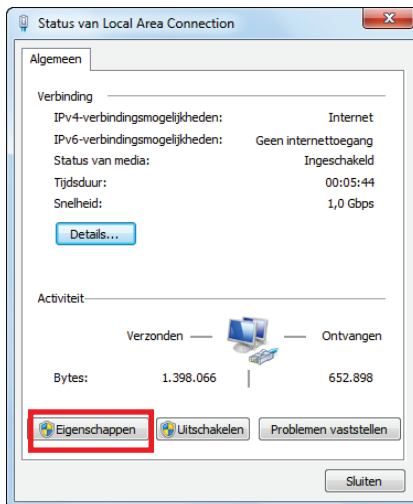 Status van Local Area Connection
Algemeen
Verbinding
IPv4-verbindingsmogelijkheden: Internet
IPv6-verbindingsmogelijkheden: Geen internettoegang
Status van media: Ingeschakeld
Tijdsduur: 00:05:44
Snelheid: 1,0 Gbps
Details...
Activiteit
Verzonden — — Ontvangen
Bytes: 1.398.066 652.898
Eigenschappen Uitschakelen Problemen vaststellen
Sluiten